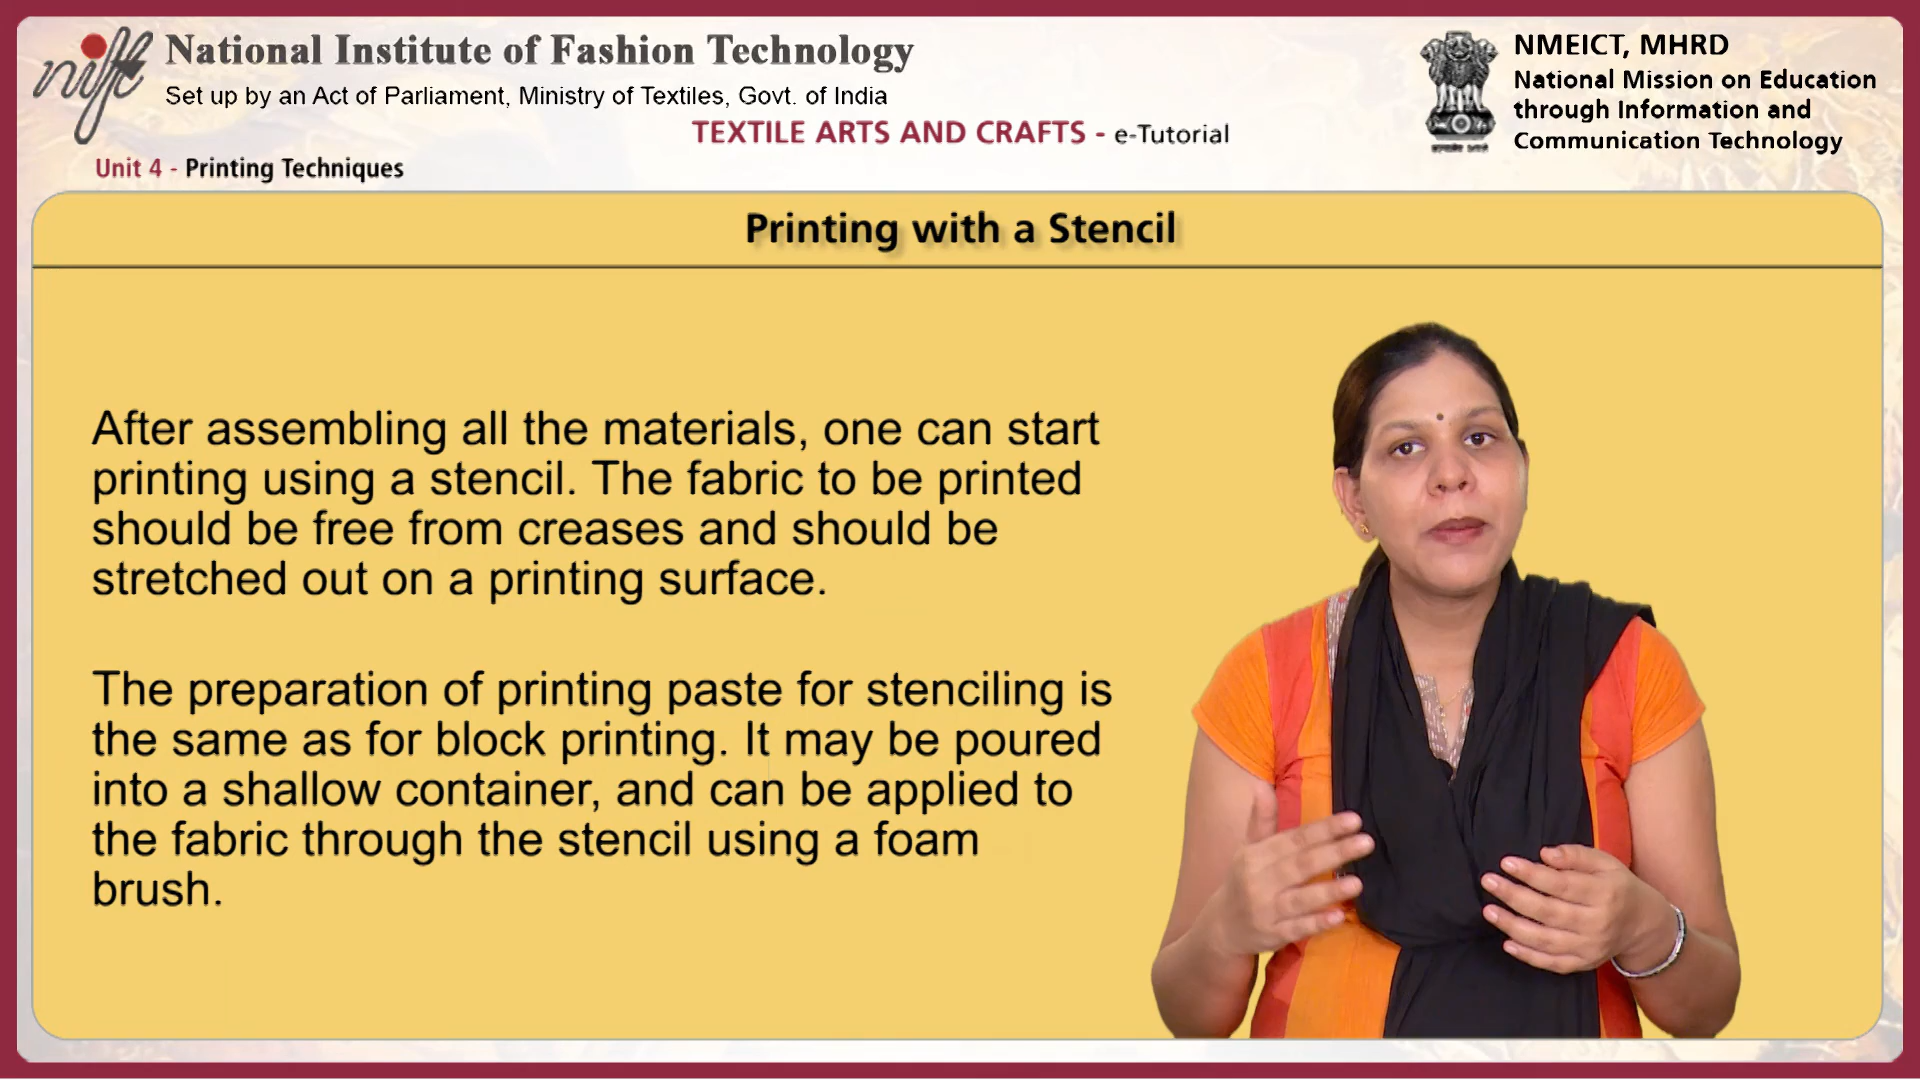 nift
National Institute of Fashion Technology
Set up by an Act of Parliament, Ministry of Textiles, Govt. of India
TEXTILE ARTS AND CRAFTS - e-Tutorial
Unit 4 - Printing Techniques
NMEICT, MHRD
National Mission on Education
through Information and
Communication Technology
Printing with a Stencil
After assembling all the materials, one can start
printing using a stencil. The fabric to be printed
should be free from creases and should be
stretched out on a printing surface.
The preparation of printing paste for stenciling is
the same as for block printing. It may be poured
into a shallow container, and can be applied to
the fabric through the stencil using a foam
brush.